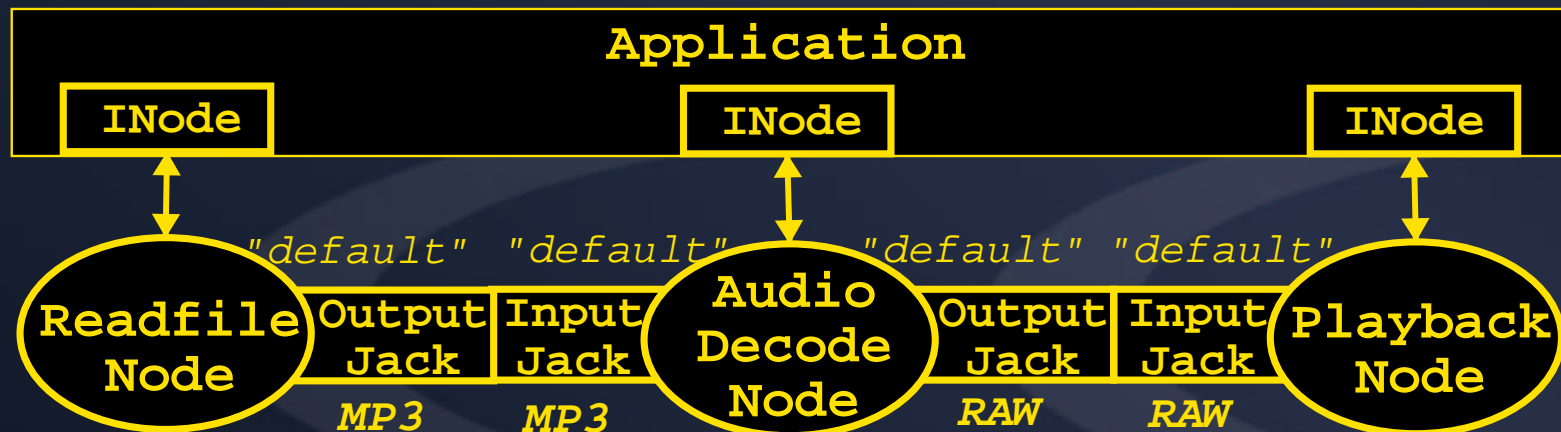 Application
INode
INode
INode
"default" "default" "default" "default"
Readfile
Node
Output
Jack
MP3
Input
Jack
MP3
Audio
Decode
Node
Output
Jack
RAW
Input
Jack
RAW
Playback
Node